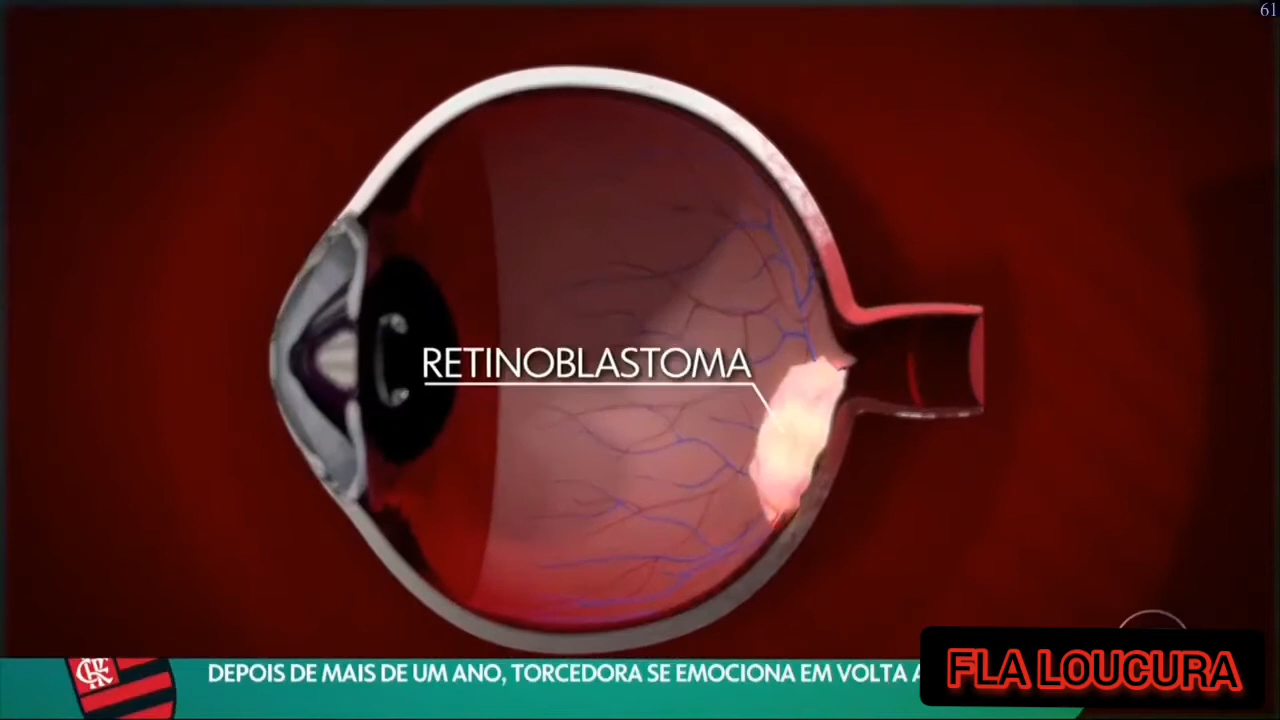 61
RETINOBLASTOMA
DEPOIS DE MAIS DE UM ANO, TORCEDORA SE EMOCIONA EM VOLTA A
FLA LOUCURA